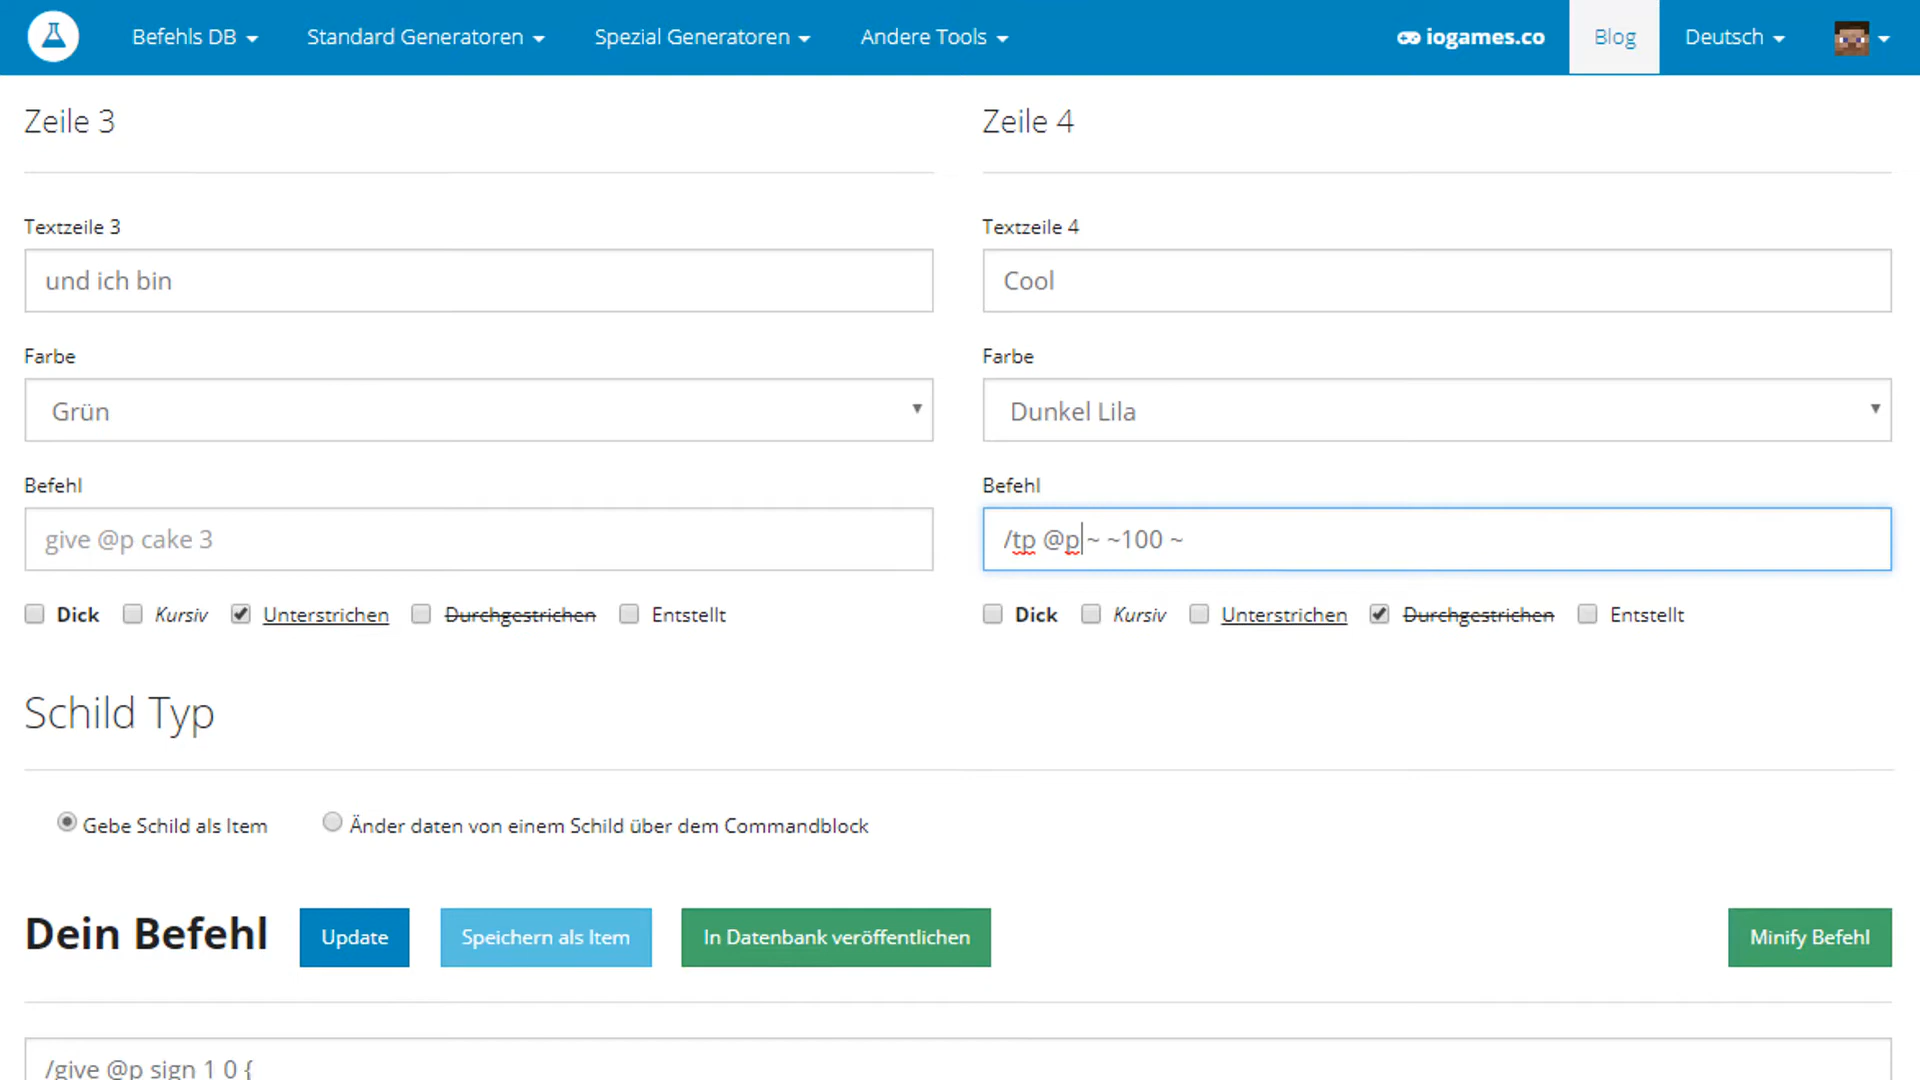 Befehls DB Standard Generatoren Spezial Generatoren Andere Tools iogames.co Blog Deutsch
Zeile 3
Zeile 4
Textzeile 3
Textzeile 4
und ich bin
Cool
Farbe
Farbe
Grün
Dunkel Lila
Befehl
Befehl
give @p cake 3
/tp @p ~ ~100 ~
Dick Kursiv Unterstrichen Durchgestrichen Entstellt
Dick Kursiv Unterstrichen Durchgestrichen Entstellt
Schild Typ
Gebe Schild als Item Änder daten von einem Schild über dem Commandblock
Dein Befehl Update Speichern als Item In Datenbank veröffentlichen Minify Befehl
/give @p sign 1 0 {